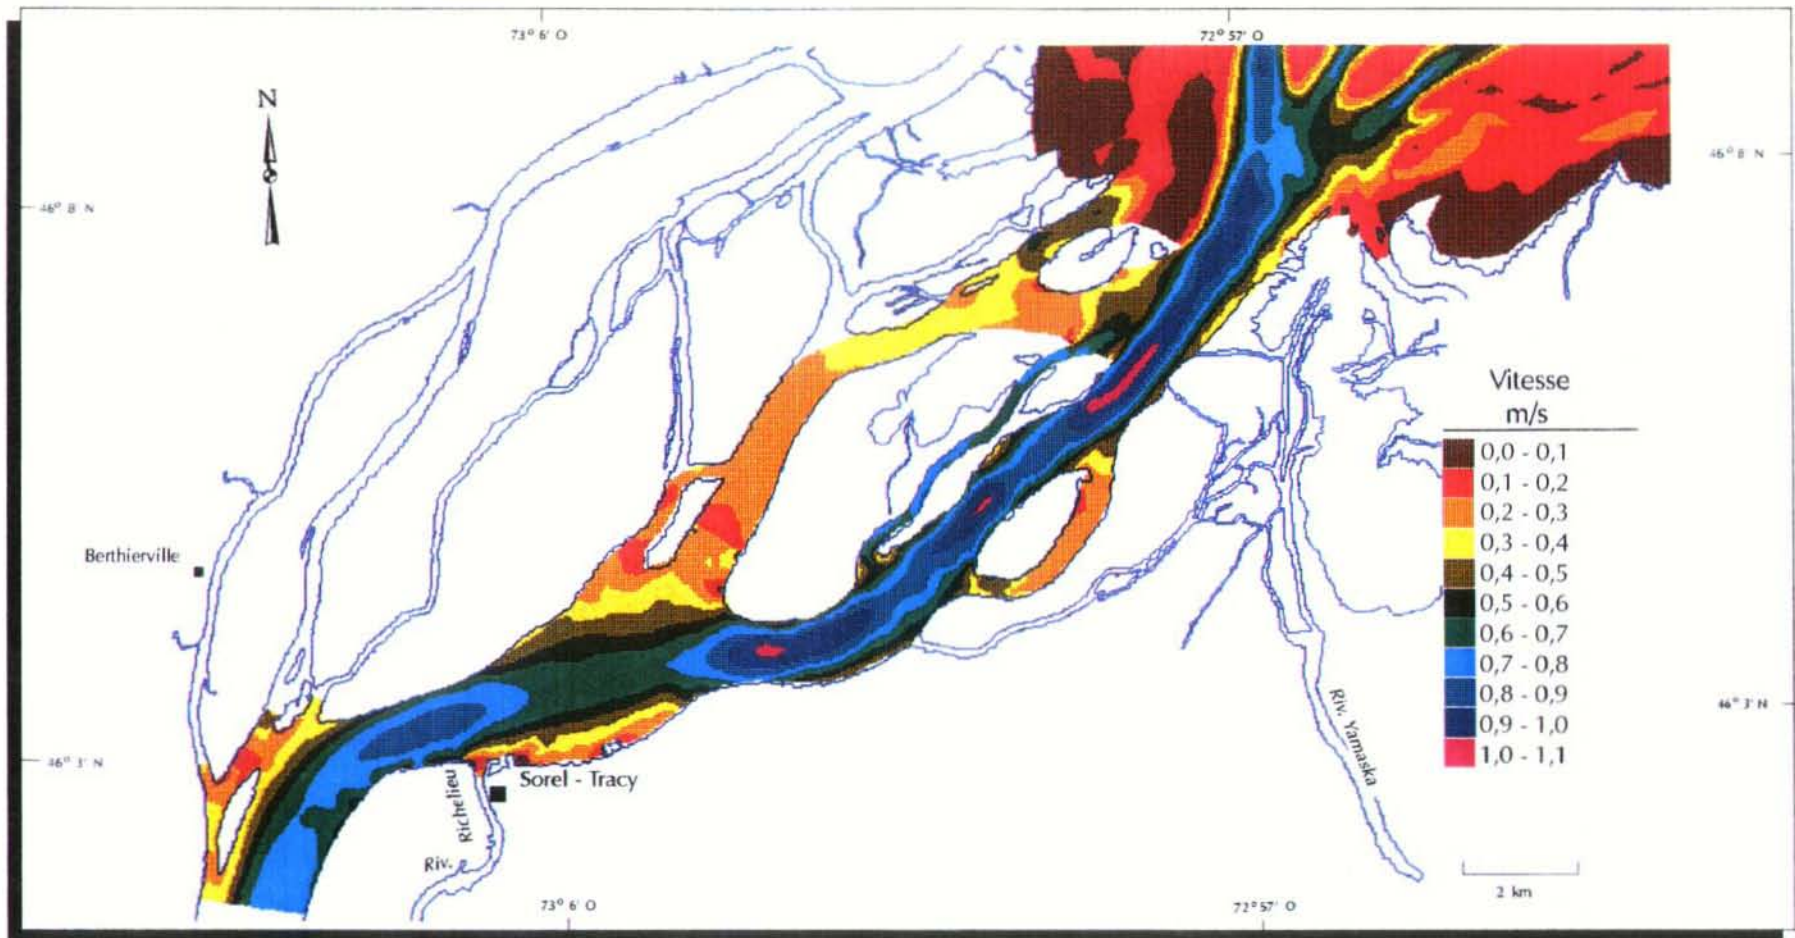 73° 6' O
72° 57' O
N
46° 8' N
46° 8' N
Vitesse
m/s
0,0 - 0,1
0,1 - 0,2
0,2 - 0,3
0,3 - 0,4
0,4 - 0,5
0,5 - 0,6
0,6 - 0,7
0,7 - 0,8
0,8 - 0,9
0,9 - 1,0
1,0 - 1,1
Berthierville
46° 3' N
46° 3' N
Sorel - Tracy
Riv. Richelieu
Riv. Yamaska
2 km
73° 6' O
72° 57' O